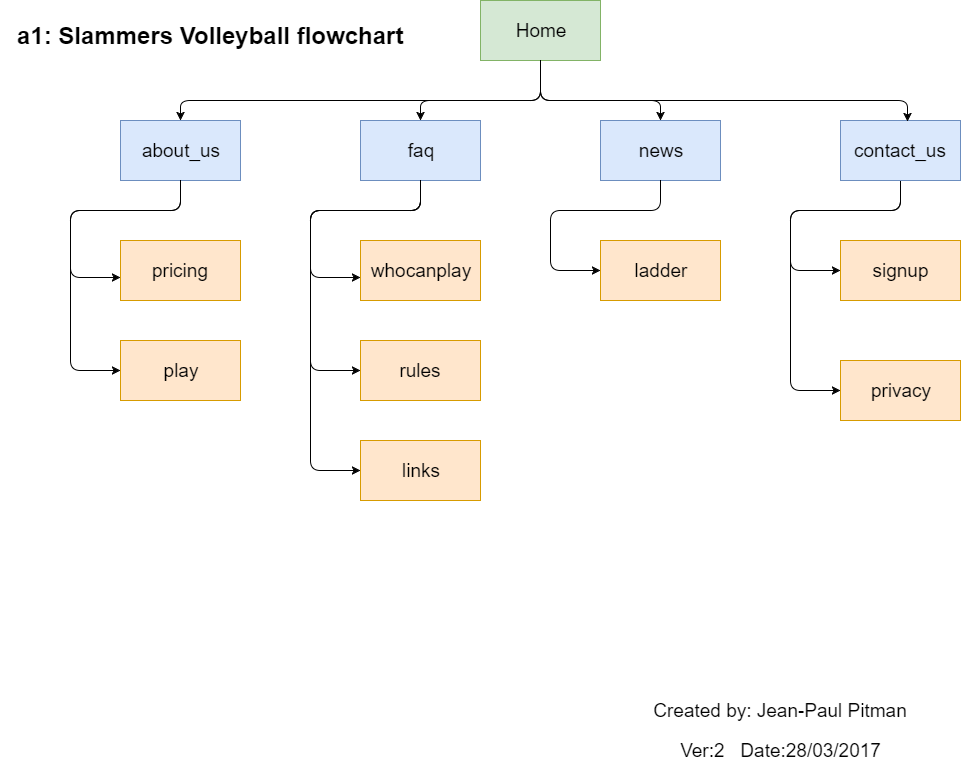 a1: Slammers Volleyball flowchart
Home
about_us
faq
news
contact_us
pricing
whocanplay
ladder
signup
play
rules
privacy
links
Created by: Jean-Paul Pitman
Ver:2 Date:28/03/2017